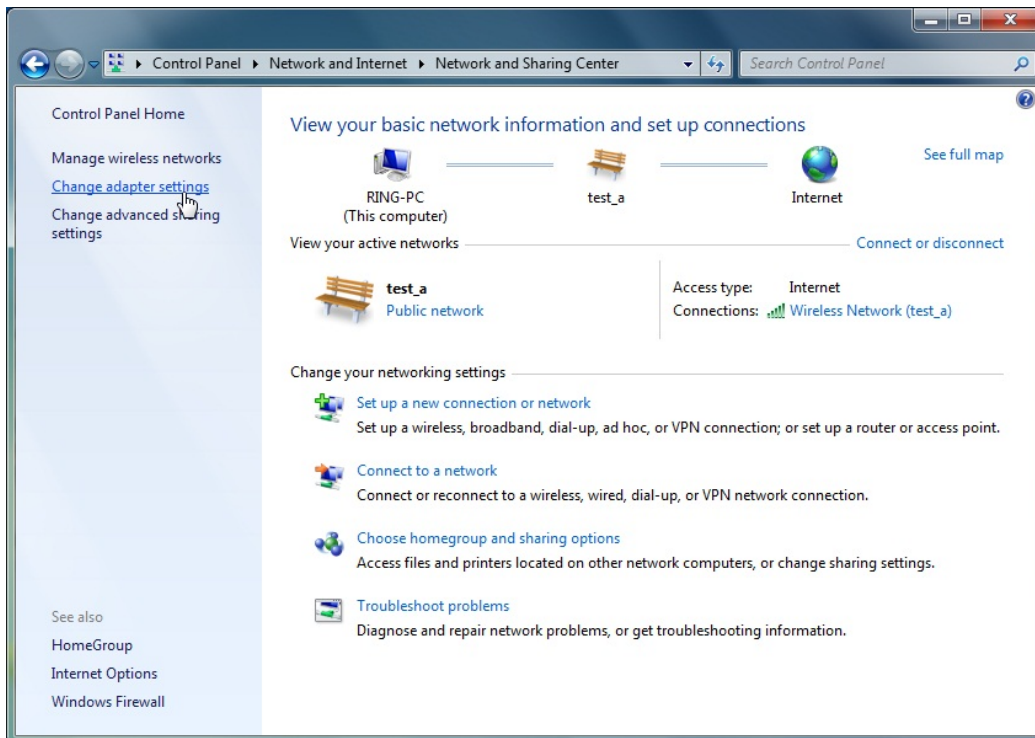 Control Panel ▸ Network and Internet ▸ Network and Sharing Center
Search Control Panel
Control Panel Home
Manage wireless networks
Change adapter settings
Change advanced sharing
settings
See also
HomeGroup
Internet Options
Windows Firewall
View your basic network information and set up connections
See full map
RING-PC
(This computer)
test_a
Internet
View your active networks
Connect or disconnect
test_a
Public network
Access type: Internet
Connections: Wireless Network (test_a)
Change your networking settings
Set up a new connection or network
Set up a wireless, broadband, dial-up, ad hoc, or VPN connection; or set up a router or access point.
Connect to a network
Connect or reconnect to a wireless, wired, dial-up, or VPN network connection.
Choose homegroup and sharing options
Access files and printers located on other network computers, or change sharing settings.
Troubleshoot problems
Diagnose and repair network problems, or get troubleshooting information.